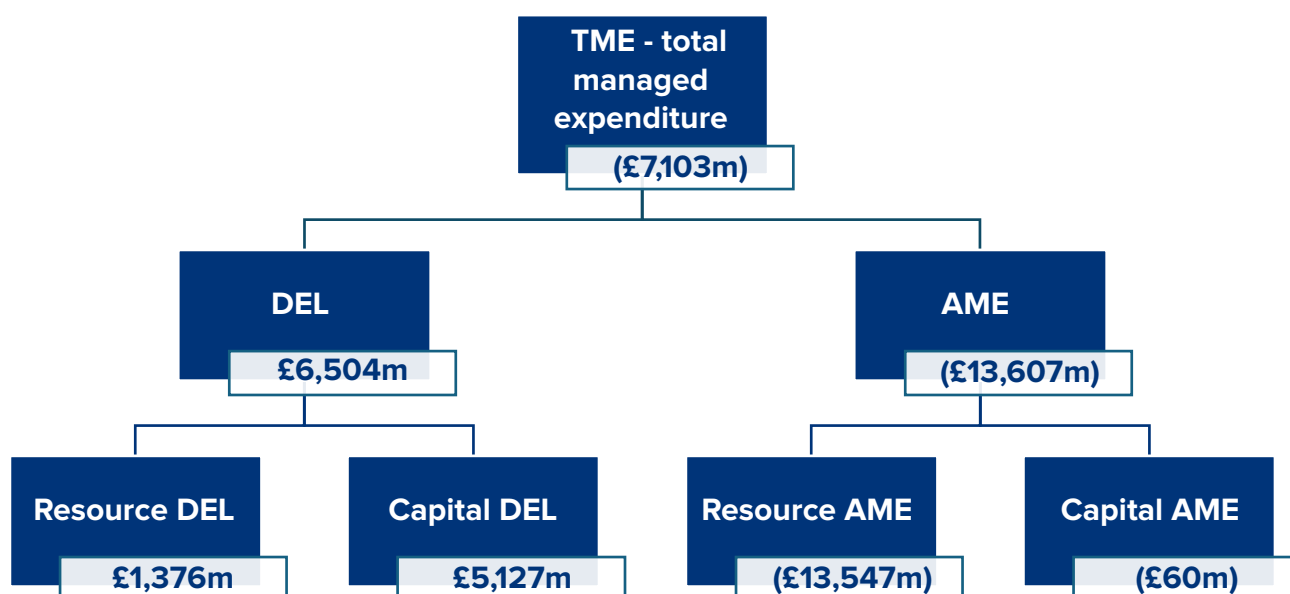 TME - total
managed
expenditure
(£7,103m)
DEL
£6,504m
AME
(£13,607m)
Resource DEL
£1,376m
Capital DEL
£5,127m
Resource AME
(£13,547m)
Capital AME
(£60m)